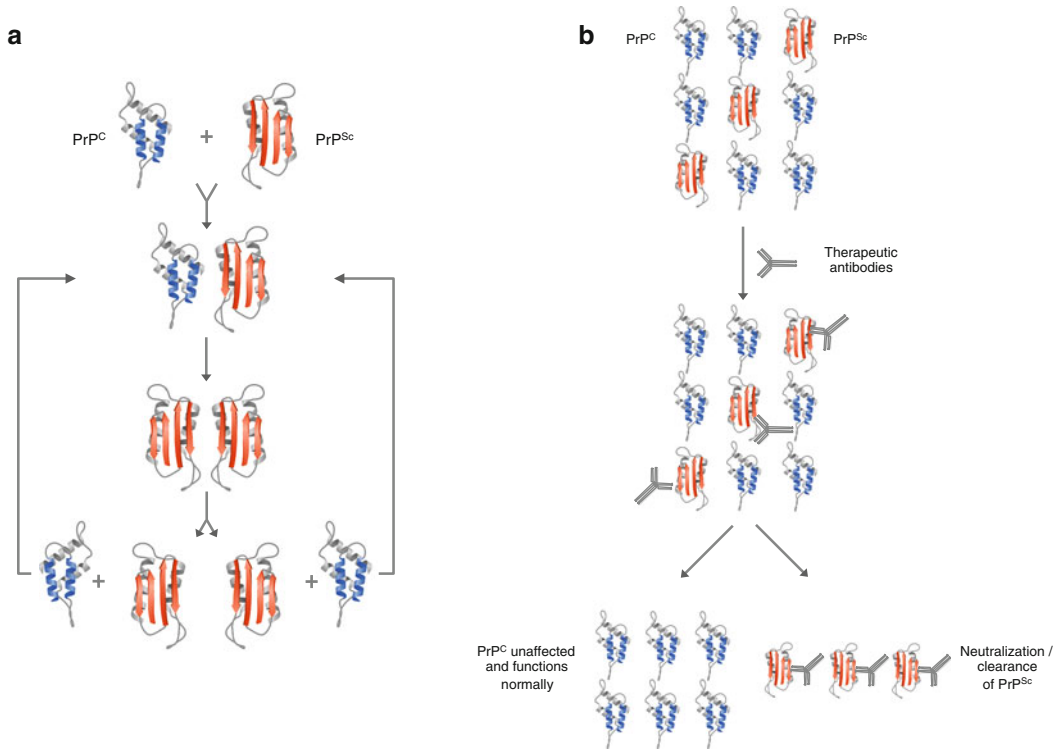 a
PrP^C
+
PrP^Sc
+
+
b
PrP^C
PrP^Sc
Therapeutic
antibodies
PrP^C unaffected
and functions
normally
Neutralization /
clearance
of PrP^Sc